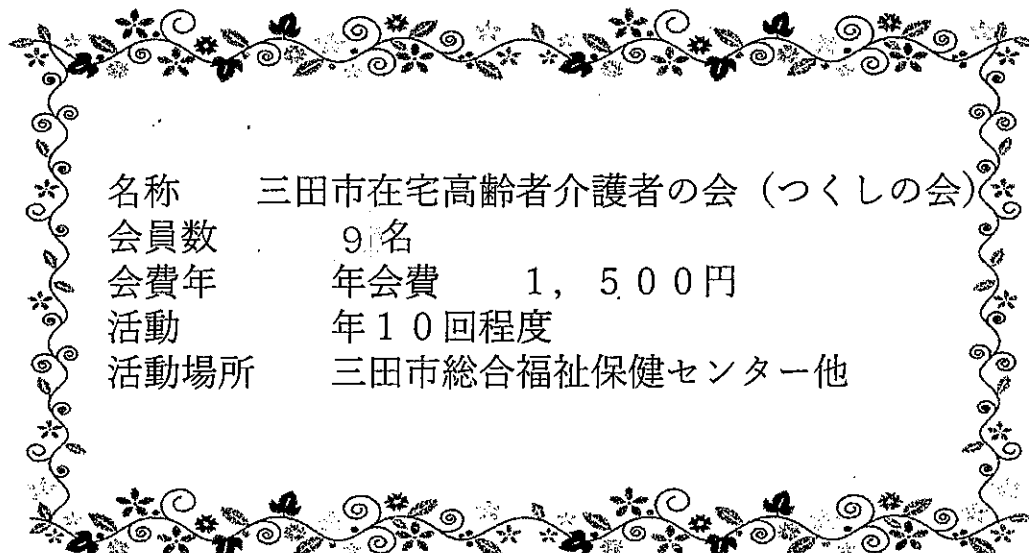 名称　　三田市在宅高齢者介護者の会（つくしの会）
会員数　　　　9名
会費年　　　　年会費　　1，500円
活動　　　　　年10回程度
活動場所　　　三田市総合福祉保健センター他